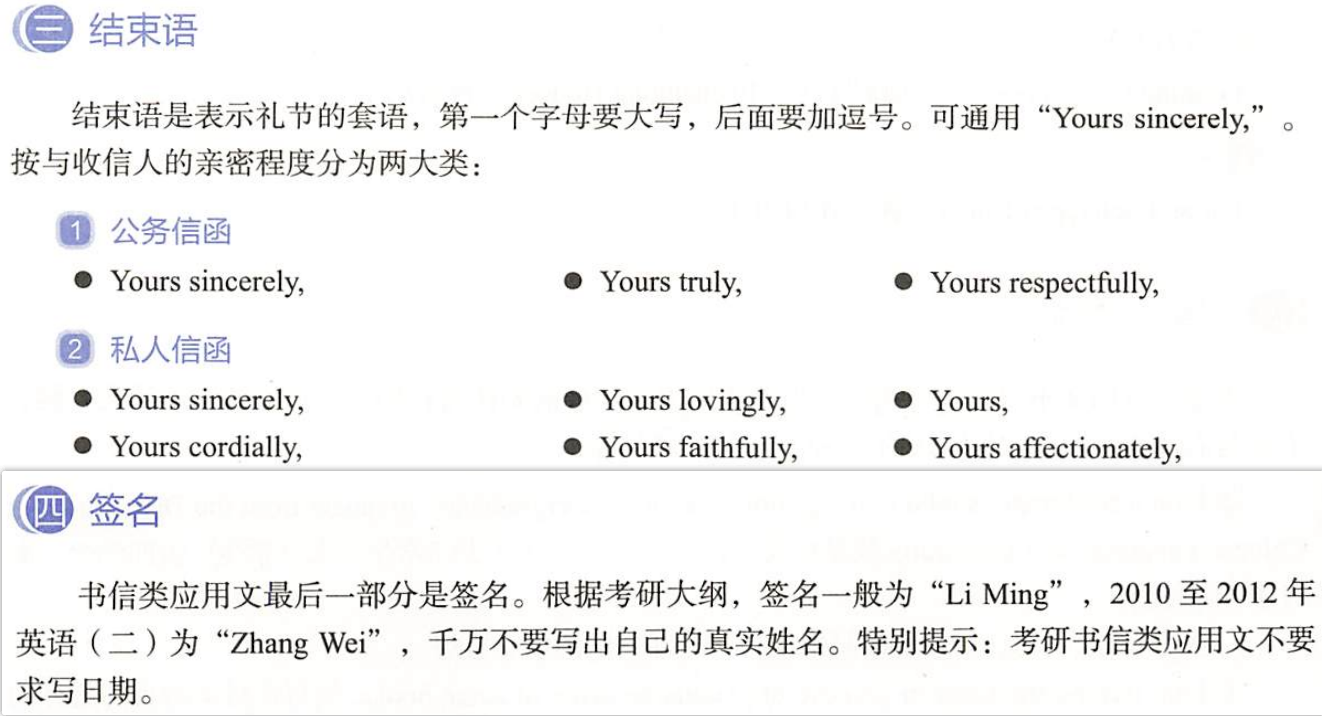 三 结束语
结束语是表示礼节的套语，第一个字母要大写，后面要加逗号。可通用“Yours sincerely,”。
按与收信人的亲密程度分为两大类：
1 公务信函
● Yours sincerely, ● Yours truly, ● Yours respectfully,
2 私人信函
● Yours sincerely, ● Yours lovingly, ● Yours,
● Yours cordially, ● Yours faithfully, ● Yours affectionately,
四 签名
书信类应用文最后一部分是签名。根据考研大纲，签名一般为“Li Ming”，2010 至 2012 年
英语（二）为“Zhang Wei”，千万不要写出自己的真实姓名。特别提示：考研书信类应用文不要
求写日期。